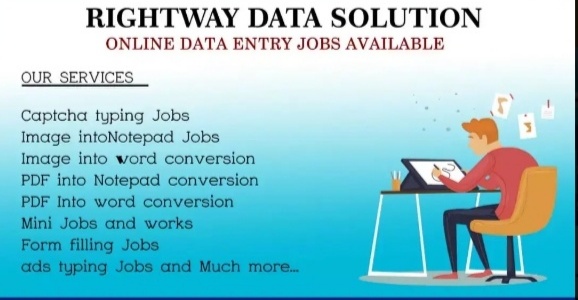 RIGHTWAY DATA SOLUTION
ONLINE DATA ENTRY JOBS AVAILABLE
OUR SERVICES
Captcha typing Jobs
Image intoNotepad Jobs
Image into word conversion
PDF into Notepad conversion
PDF Into word conversion
Mini Jobs and works
Form filling Jobs
ads typing Jobs and Much more...